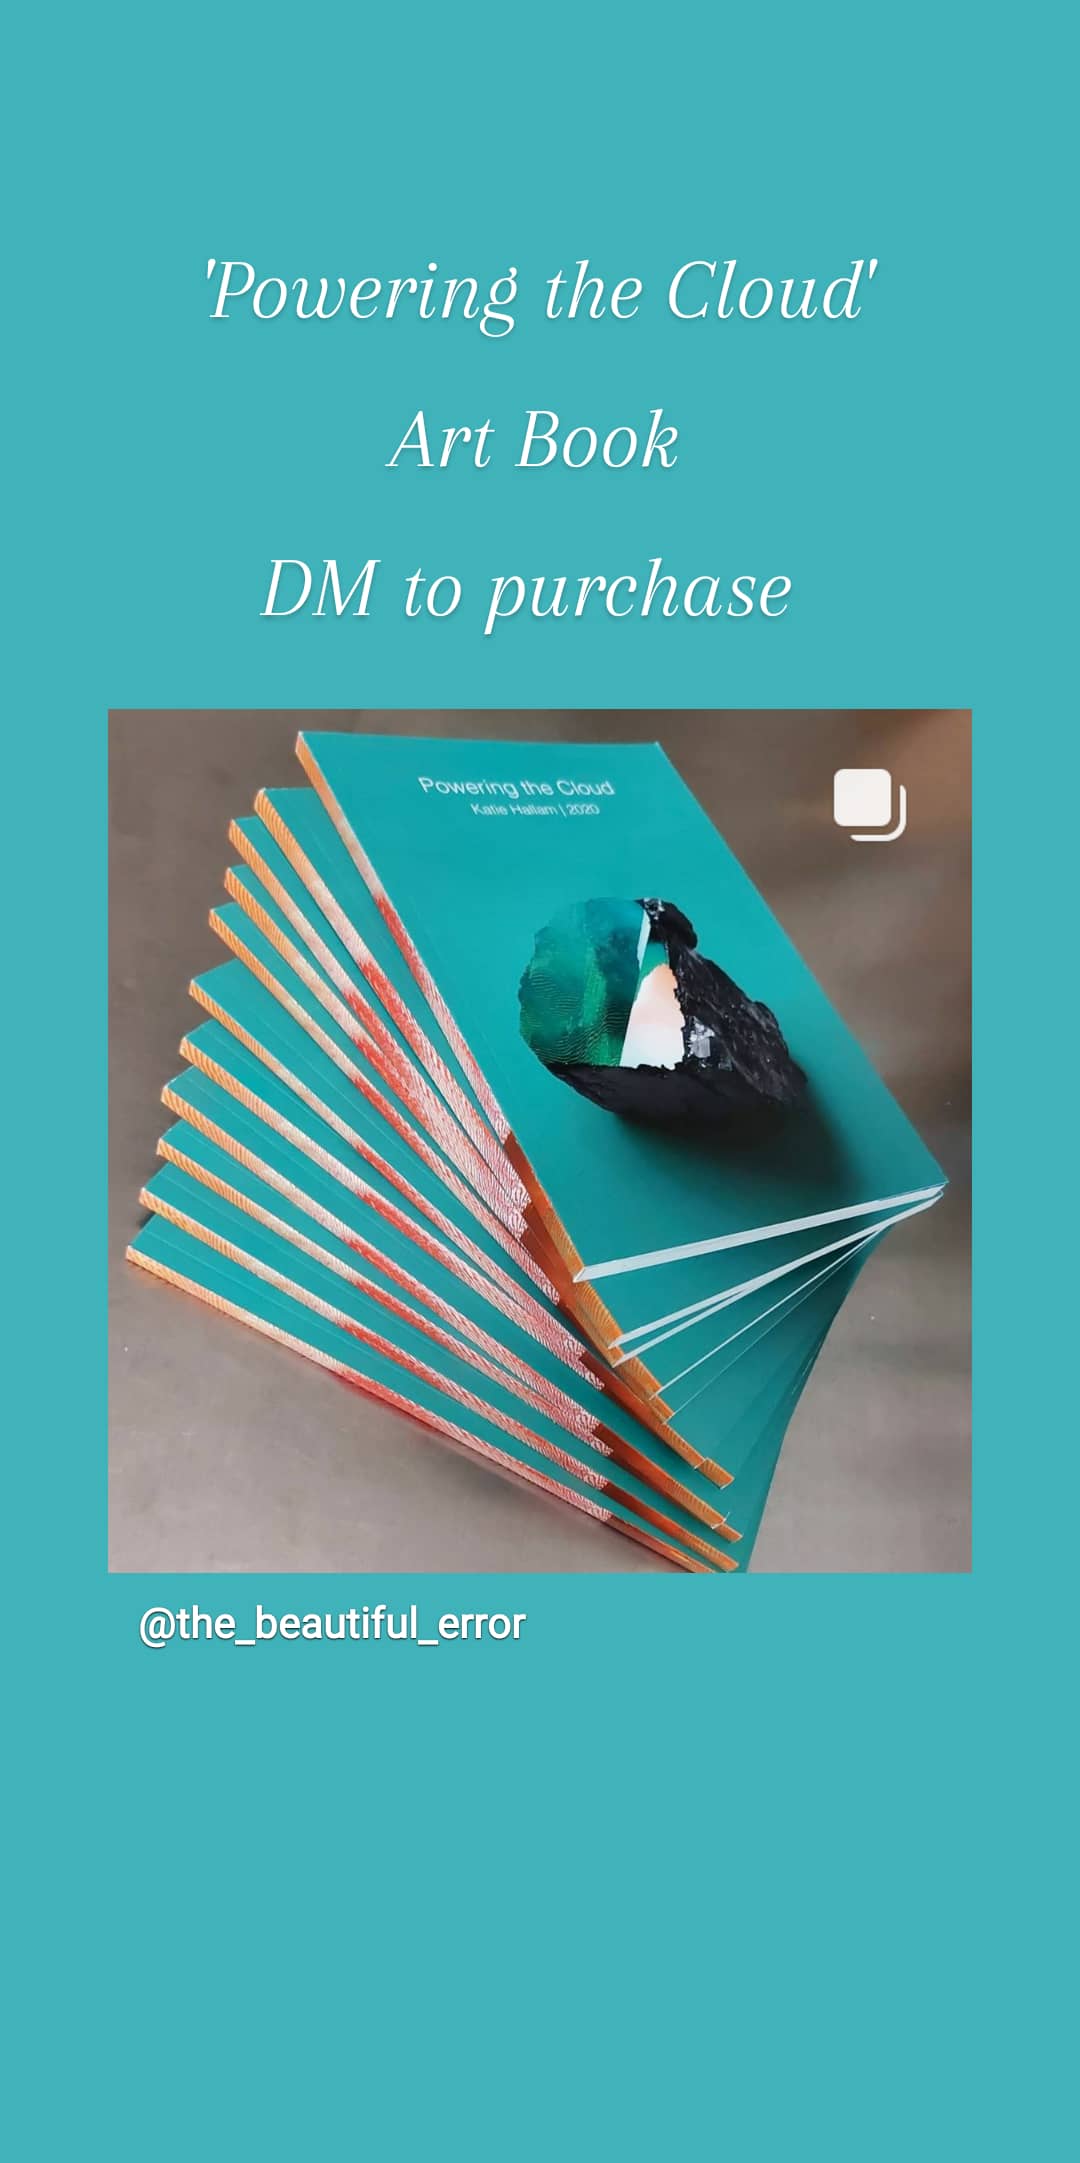 'Powering the Cloud'
Art Book
DM to purchase
Powering the Cloud
Katie Hallam | 2020
@the_beautiful_error